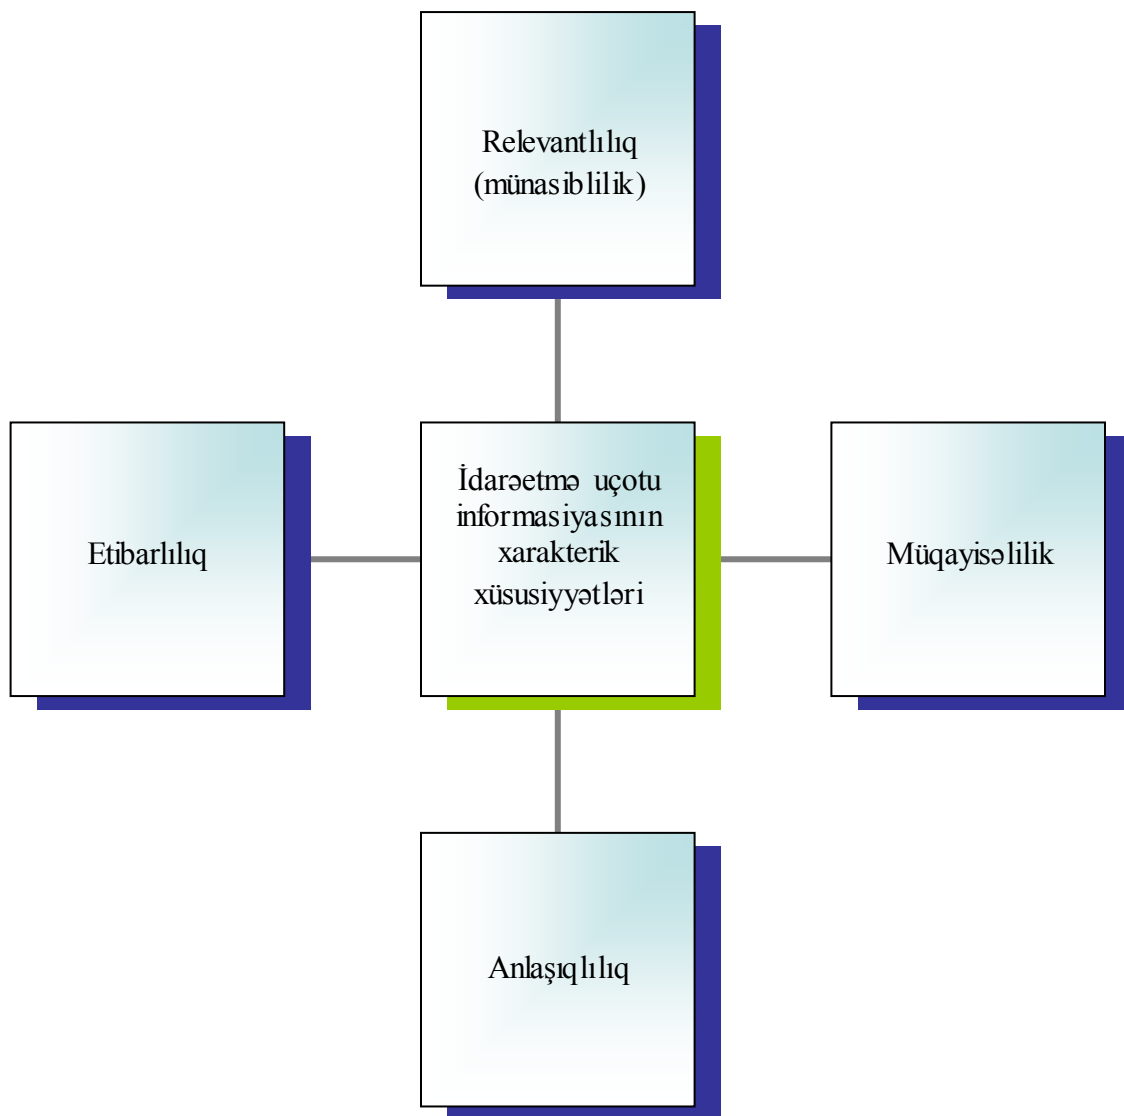 Relevantlılıq
(münasiblilik)
Etibarlılıq
İdarəetmə uçotu
informasiyasının
xarakterik
xüsusiyyətləri
Müqayisəlilik
Anlaşıqlılıq